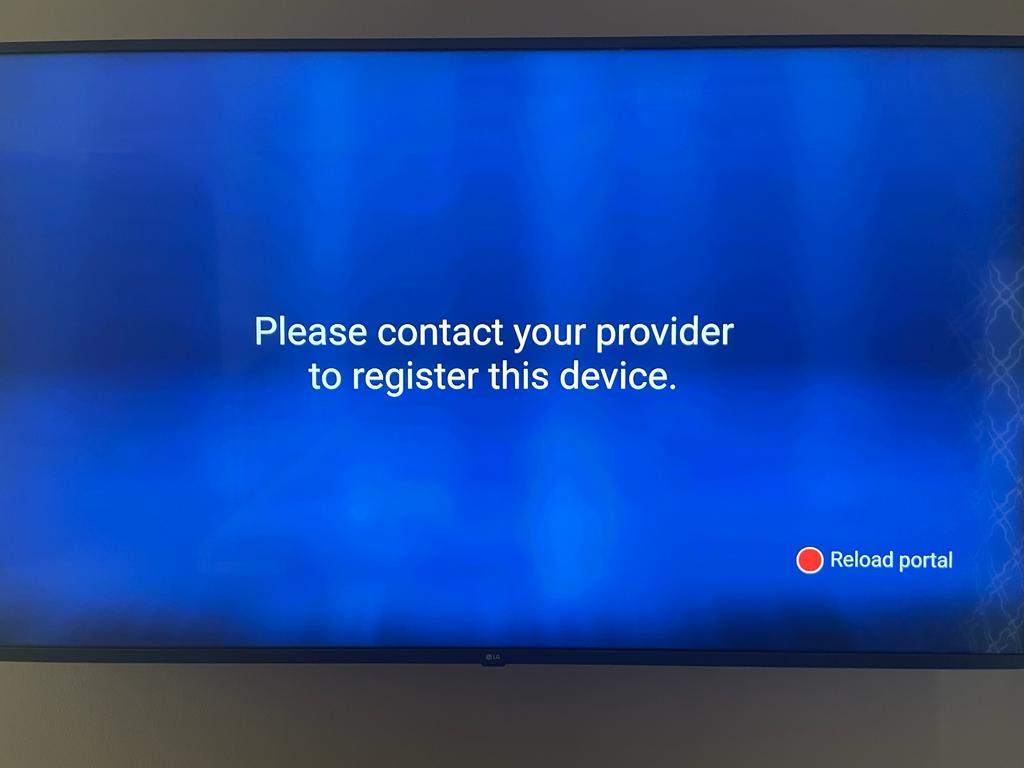 Please contact your provider
to register this device.
Reload portal
LG